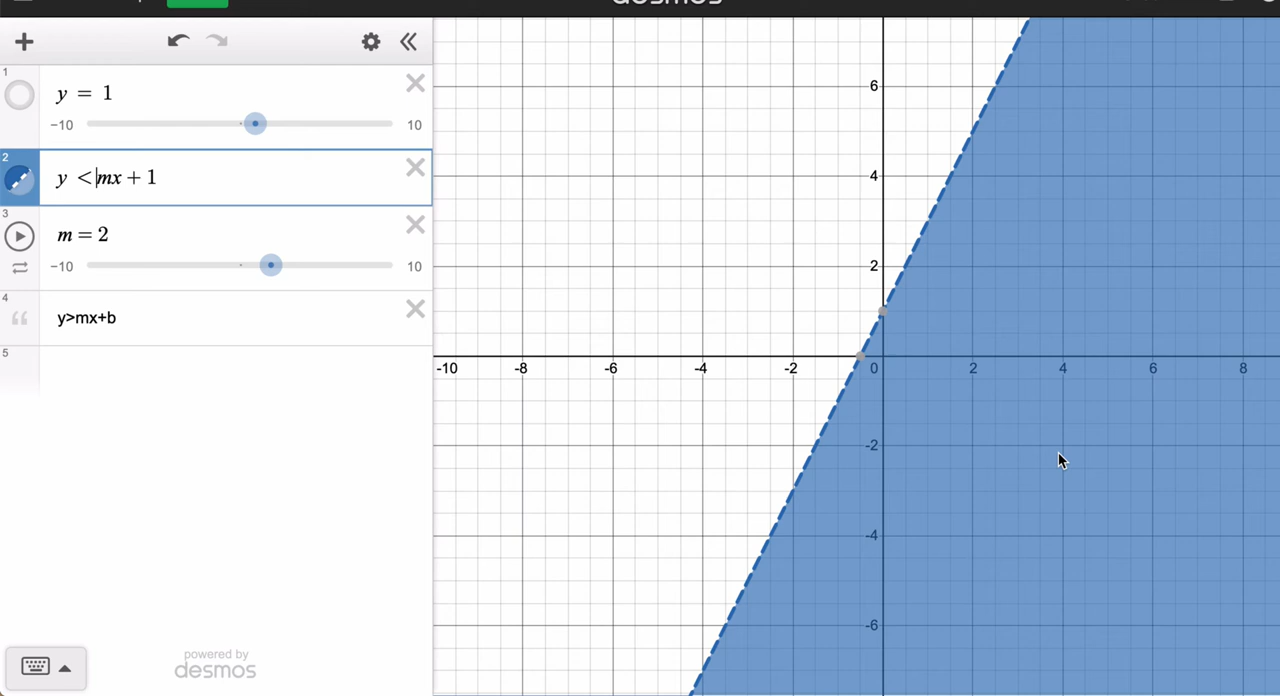 desmos
1
y = 1
-10
10
2
y < mx + 1
3
m = 2
-10
10
4
y>mx+b
5
powered by
desmos
6
4
2
-10 -8 -6 -4 -2 0 2 4 6 8
-2
-4
-6